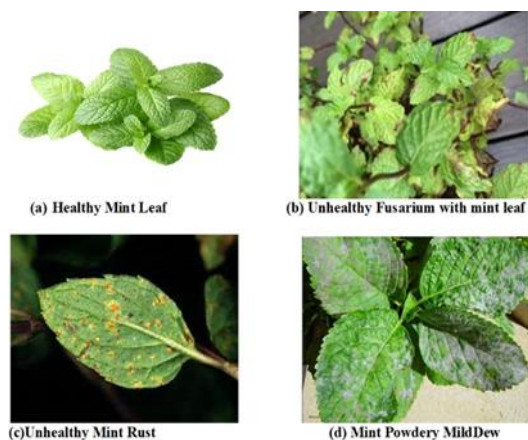 (a) Healthy Mint Leaf
(b) Unhealthy Fusarium with mint leaf
(c)Unhealthy Mint Rust
(d) Mint Powdery MildDew